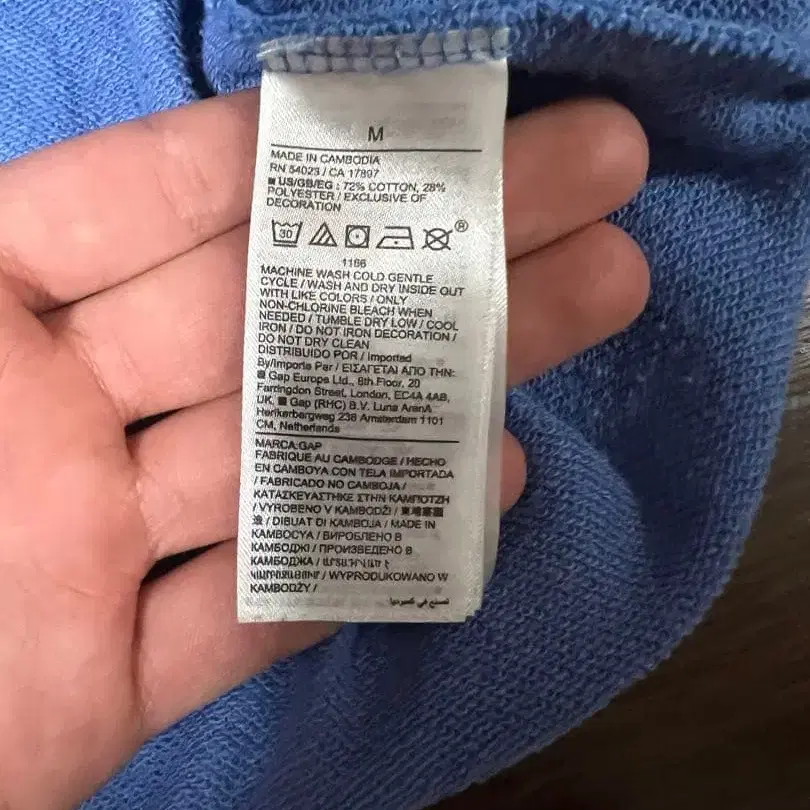 M
MADE IN CAMBODIA
RN 54023 / CA 17897
■ US/GB/EG : 72% COTTON, 28%
POLYESTER / EXCLUSIVE OF
DECORATION
30
®
1166
MACHINE WASH COLD GENTLE
CYCLE / WASH AND DRY INSIDE OUT
WITH LIKE COLORS / ONLY
NON-CHLORINE BLEACH WHEN
NEEDED / TUMBLE DRY LOW / COOL
IRON / DO NOT IRON DECORATION /
DO NOT DRY CLEAN
DISTRIBUIDO POR / Imported
By/Importe Par / ΕΙΣΑΓΕΤΑΙ ΑΠΟ ΤΗΝ:
■ Gap Europe Ltd., 8th Floor, 20
Farringdon Street, London, EC4A 4AB,
UK. ■ Gap (RHC) B.V. Luna ArenA
Herikerbergweg 238 Amsterdam 1101
CM, Netherlands
MARCA:GAP
FABRIQUE AU CAMBODGE / HECHO
EN CAMBOYA CON TELA IMPORTADA
/ FABRICADO NO CAMBOJA /
ΚΑΤΑΣΚΕΥΑΣΤΗΚΕ ΣΤΗΝ ΚΑΜΠΟΤΖΗ
/ VYROBENO V KAMBODŽI /
/ DIBUAT DI KAMBOJA / MADE IN
КАМБОСУА / ВИРОБЛЕНО В
КАМБОДЖІ / ПРОИЗВЕДЕНО В
КАМБОДЖА /
/ WYPRODUKOWANO W
KAMBODŻY /